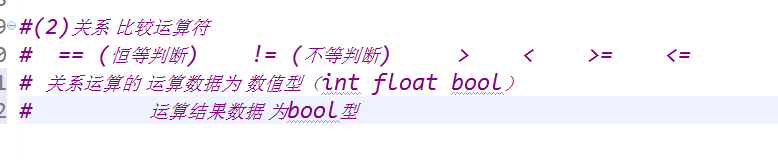 #(2)关系 比较运算符
#  == (恒等判断)    != (不等判断)     >    <    >=    <=
# 关系运算的 运算数据为 数值型（int float bool）
#         运算结果数据 为bool型